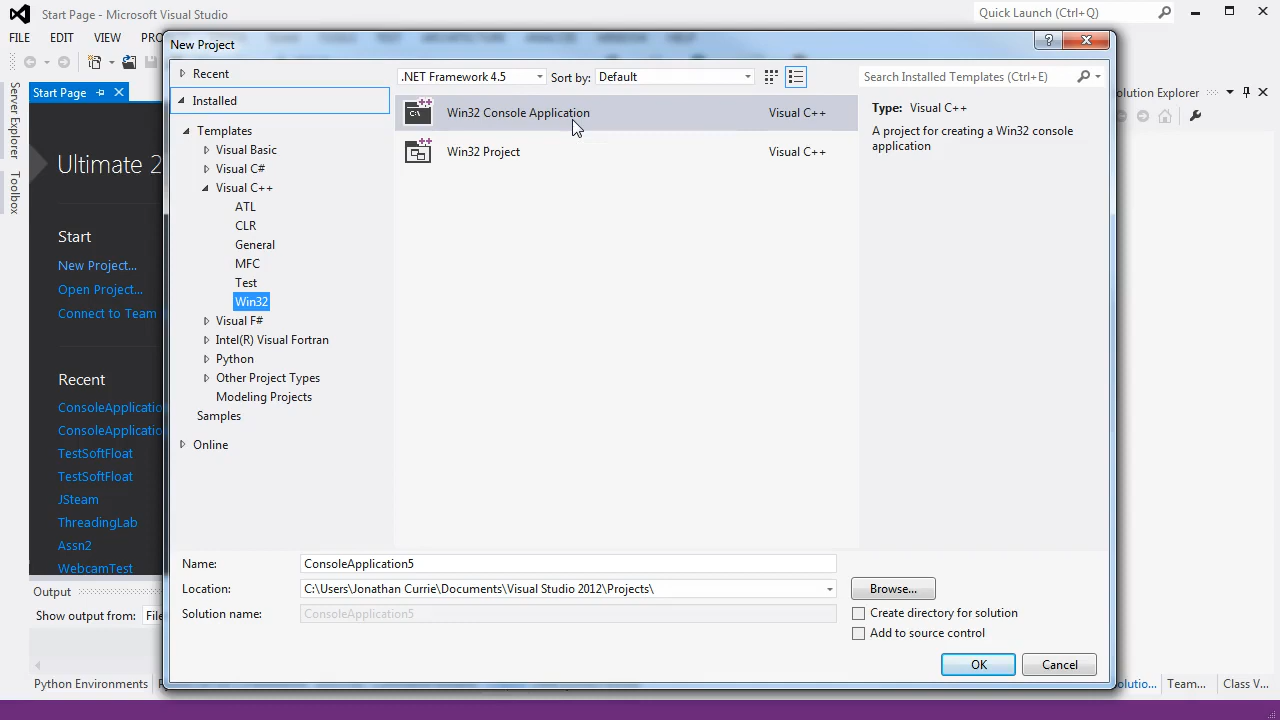 Start Page - Microsoft Visual Studio
Quick Launch (Ctrl+Q)
FILE EDIT VIEW
New Project
Server Explorer
Toolbox
Start Page
Ultimate 2
Start
New Project...
Open Project...
Connect to Team
Recent
ConsoleApplicatio
ConsoleApplicatio
TestSoftFloat
TestSoftFloat
JSteam
ThreadingLab
Assn2
WebcamTest
Output
Show output from: File
Python Environments
Recent
Installed
Templates
Visual Basic
Visual C#
Visual C++
ATL
CLR
General
MFC
Test
Win32
Visual F#
Intel(R) Visual Fortran
Python
Other Project Types
Modeling Projects
Samples
Online
.NET Framework 4.5 Sort by: Default
Win32 Console Application Visual C++
Win32 Project Visual C++
Search Installed Templates (Ctrl+E)
Type: Visual C++
A project for creating a Win32 console
application
Name: ConsoleApplication5
Location: C:\Users\Jonathan Currie\Documents\Visual Studio 2012\Projects\
Browse...
Solution name: ConsoleApplication5
Create directory for solution
Add to source control
OK Cancel
olution Explorer
olutio... Team... Class V...